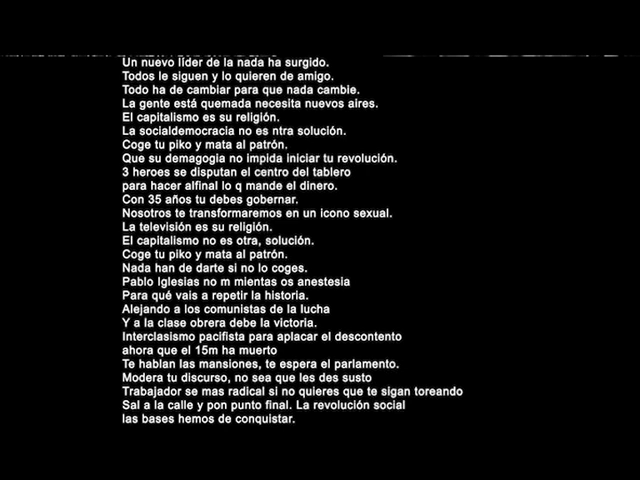 Un nuevo líder de la nada ha surgido.
Todos le siguen y lo quieren de amigo.
Todo ha de cambiar para que nada cambie.
La gente está quemada necesita nuevos aires.
El capitalismo es su religión.
La socialdemocracia no es ntra solución.
Coge tu piko y mata al patrón.
Que su demagogia no impida iniciar tu revolución.
3 heroes se disputan el centro del tablero
para hacer alfinal lo q mande el dinero.
Con 35 años tu debes gobernar.
Nosotros te transformaremos en un icono sexual.
La televisión es su religión.
El capitalismo no es otra, solución.
Coge tu piko y mata al patrón.
Nada han de darte si no lo coges.
Pablo Iglesias no m mientas os anestesia
Para qué vais a repetir la historia.
Alejando a los comunistas de la lucha
Y a la clase obrera debe la victoria.
Interclasismo pacifista para aplacar el descontento
ahora que el 15m ha muerto
Te hablan las mansiones, te espera el parlamento.
Modera tu discurso, no sea que les des susto
Trabajador se mas radical si no quieres que te sigan toreando
Sal a la calle y pon punto final. La revolución social
las bases hemos de conquistar.